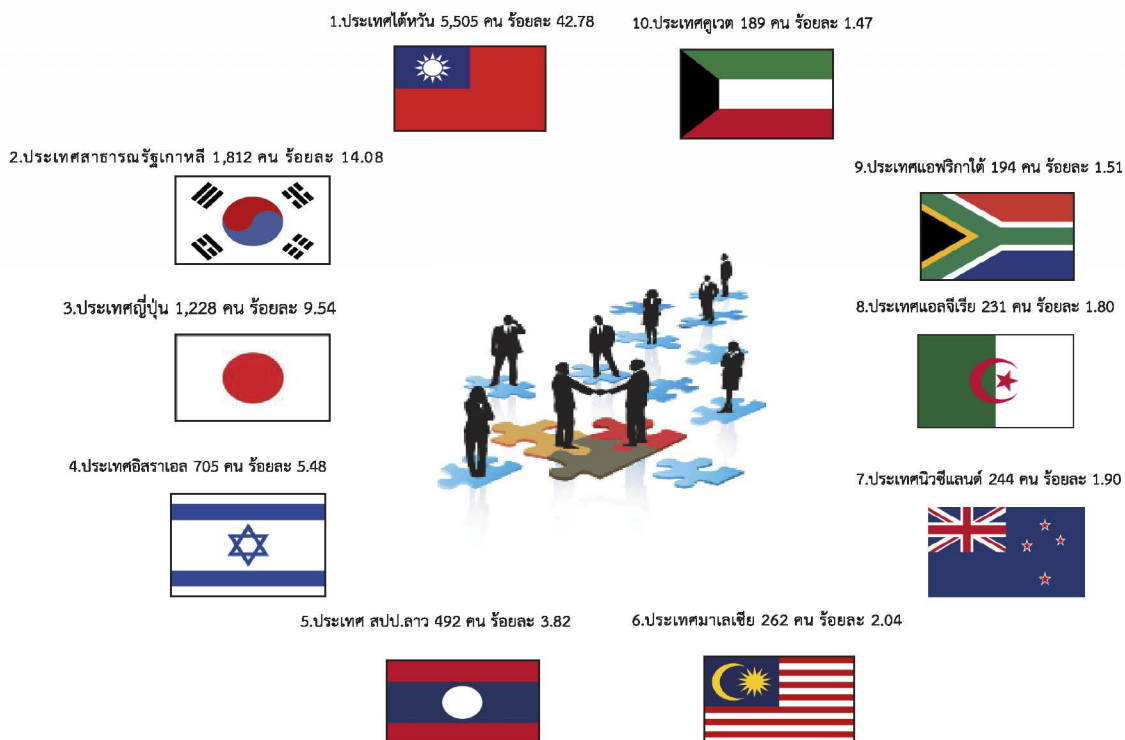 1.ประเทศไต้หวัน 5,505 คน ร้อยละ 42.78
10.ประเทศคูเวต 189 คน ร้อยละ 1.47
2.ประเทศสาธารณรัฐเกาหลี 1,812 คน ร้อยละ 14.08
9.ประเทศแอฟริกาใต้ 194 คน ร้อยละ 1.51
3.ประเทศญี่ปุ่น 1,228 คน ร้อยละ 9.54
8.ประเทศแอลจีเรีย 231 คน ร้อยละ 1.80
4.ประเทศอิสราเอล 705 คน ร้อยละ 5.48
7.ประเทศนิวซีแลนด์ 244 คน ร้อยละ 1.90
5.ประเทศ สปป.ลาว 492 คน ร้อยละ 3.82
6.ประเทศมาเลเซีย 262 คน ร้อยละ 2.04